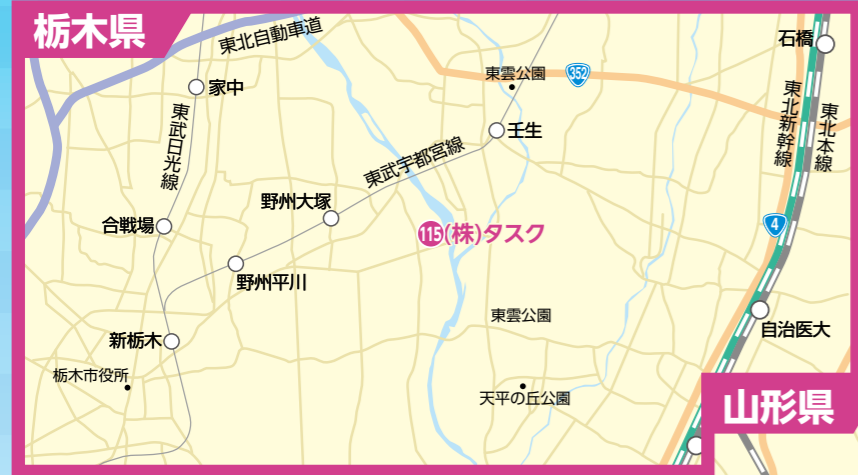 栃木県
東北自動車道
石橋
家中
東雲公園
352
東武日光線
東北新幹線
東北本線
壬生
東武宇都宮線
野州大塚
合戦場
4
115(株)タスク
野州平川
東雲公園
自治医大
新栃木
栃木市役所
天平の丘公園
山形県